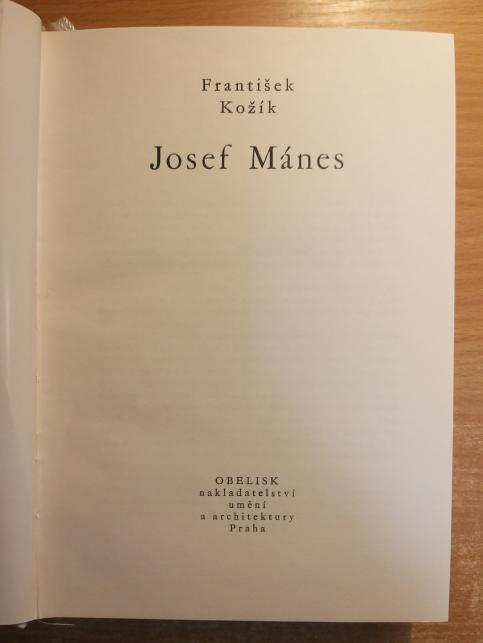 František
Kožík
Josef Mánes
OBELISK
nakladatelství
umění
a architektury
Praha